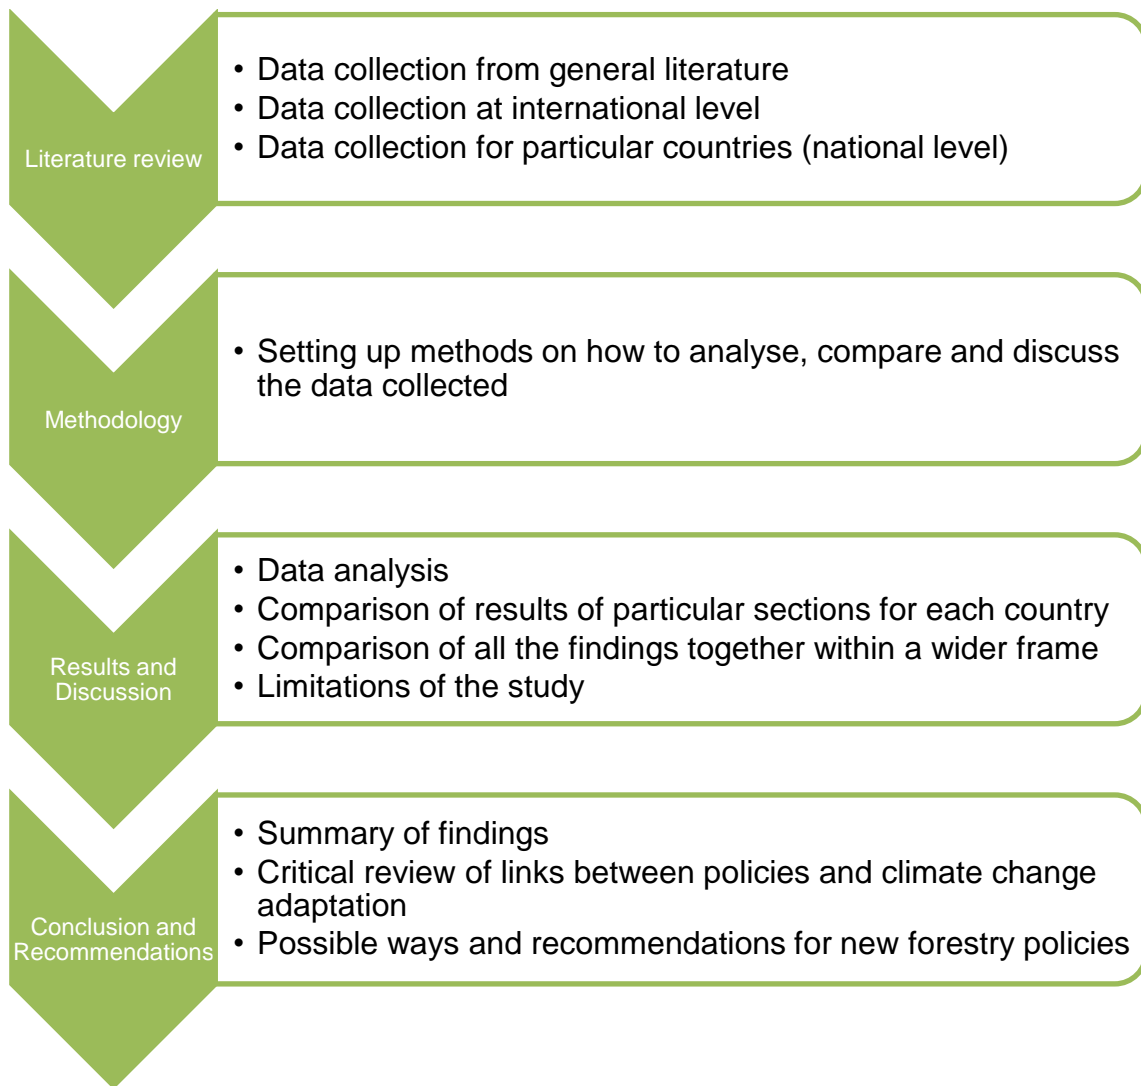 Literature review
• Data collection from general literature
• Data collection at international level
• Data collection for particular countries (national level)
Methodology
• Setting up methods on how to analyse, compare and discuss
the data collected
Results and
Discussion
• Data analysis
• Comparison of results of particular sections for each country
• Comparison of all the findings together within a wider frame
• Limitations of the study
Conclusion and
Recommendations
• Summary of findings
• Critical review of links between policies and climate change
adaptation
• Possible ways and recommendations for new forestry policies